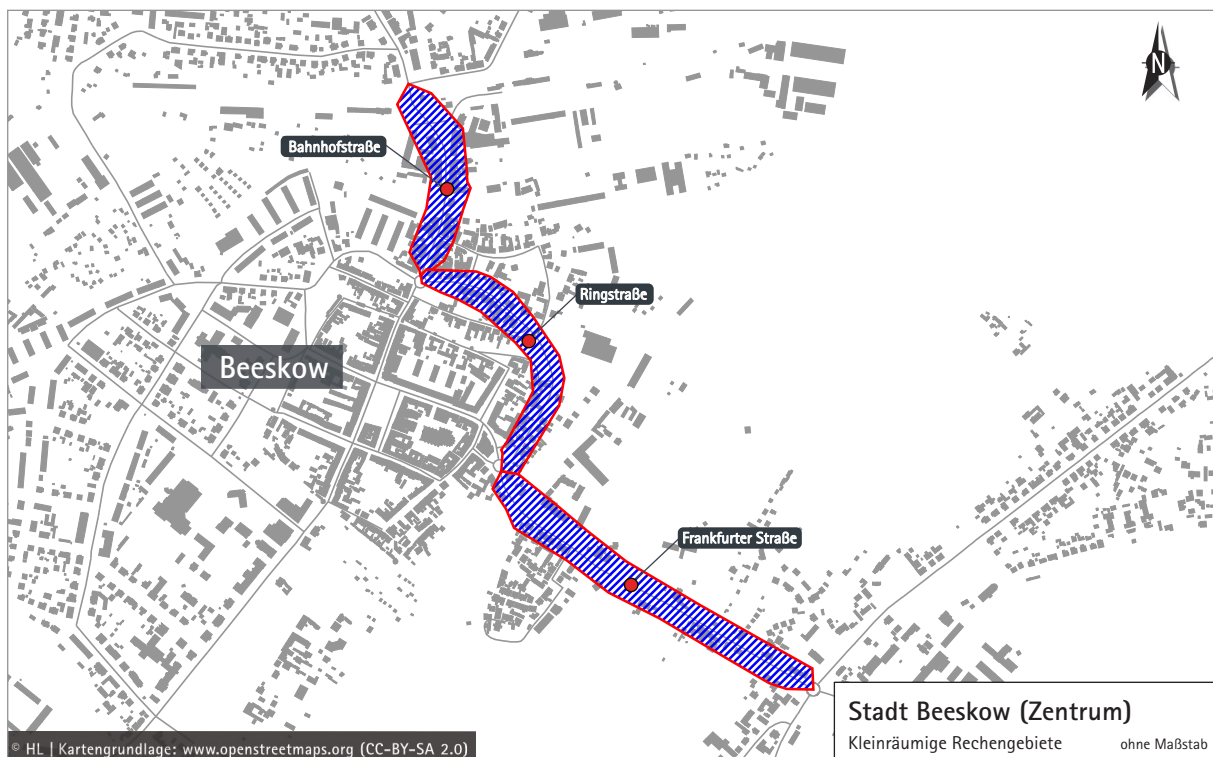 N
Bahnhofstraße
Ringstraße
Beeskow
Frankfurter Straße
Stadt Beeskow (Zentrum)
Kleinräumige Rechengebiete ohne Maßstab
© HL | Kartengrundlage: www.openstreetmaps.org (CC-BY-SA 2.0)